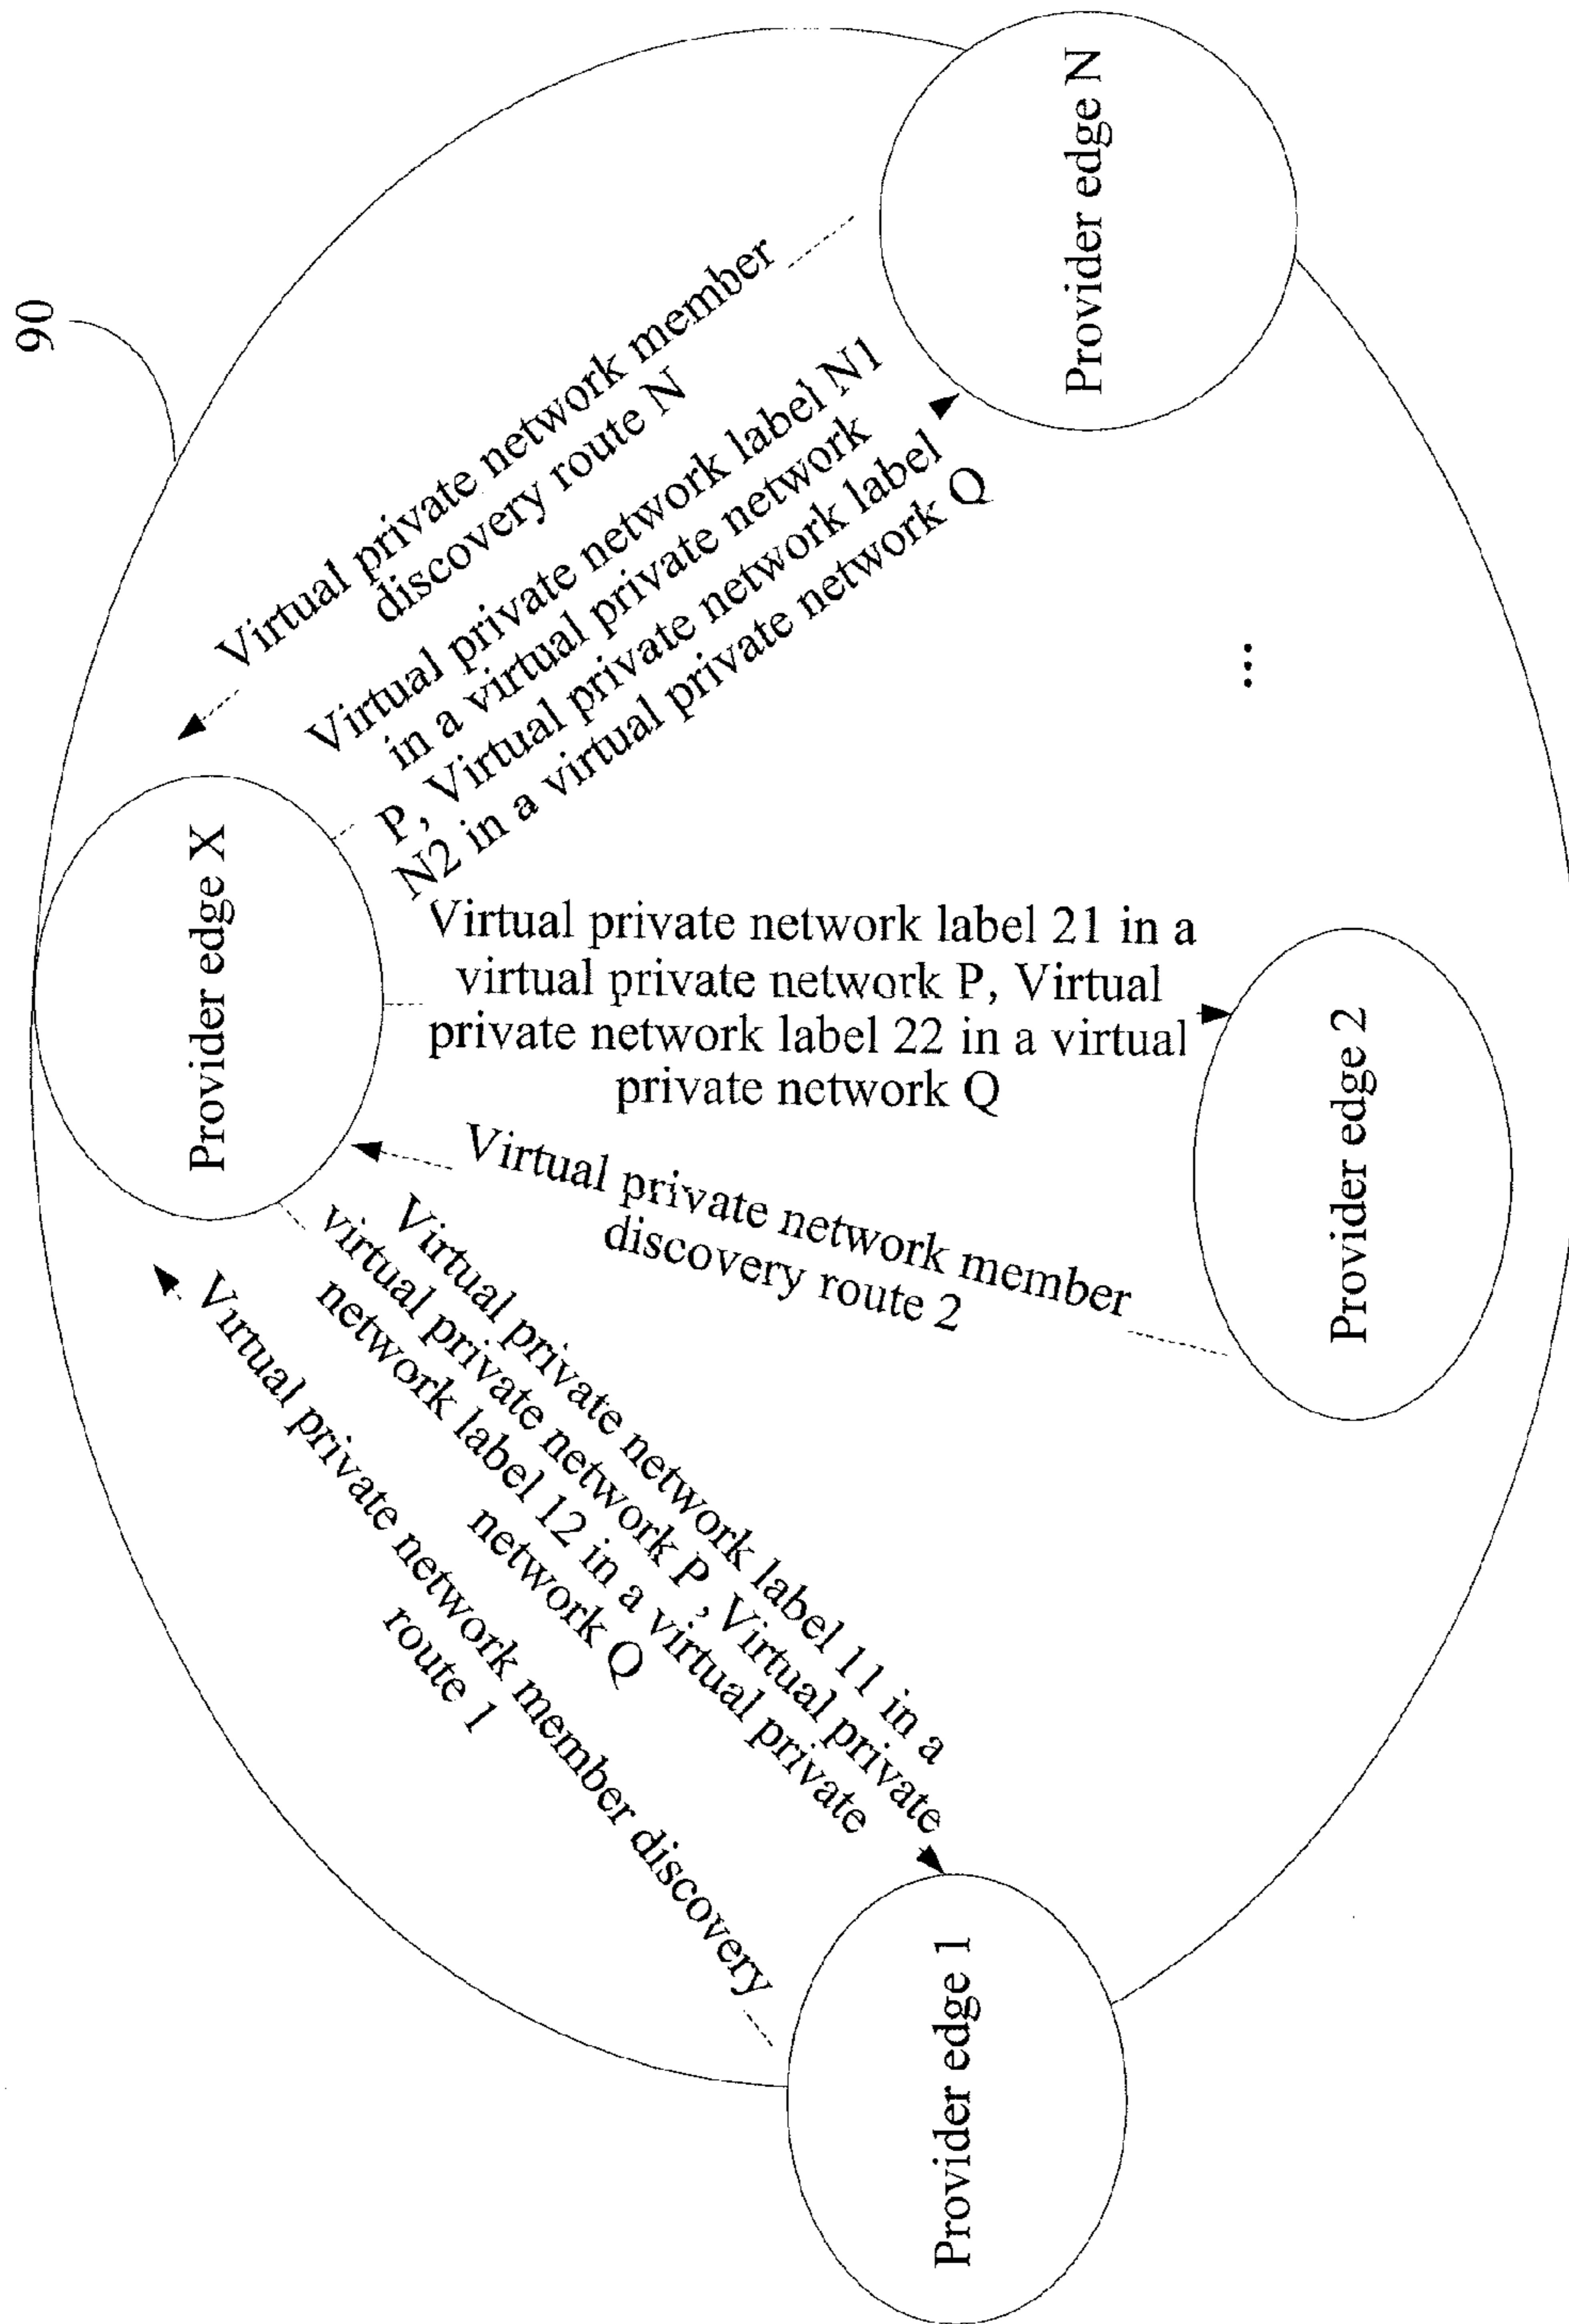 90
Provider edge X
Virtual private network member
discovery route N
Virtual private network label N1
in a virtual private network
P, Virtual private network label
N2 in a virtual private network Q
Provider edge N
Virtual private network label 21 in a
virtual private network P, Virtual
private network label 22 in a virtual
private network Q
Virtual private network member
discovery route 2
Provider edge 2
...
Virtual private network label 11 in a
virtual private network P, Virtual private
network label 12 in a virtual private
network Q
Virtual private network member discovery
route 1
Provider edge 1